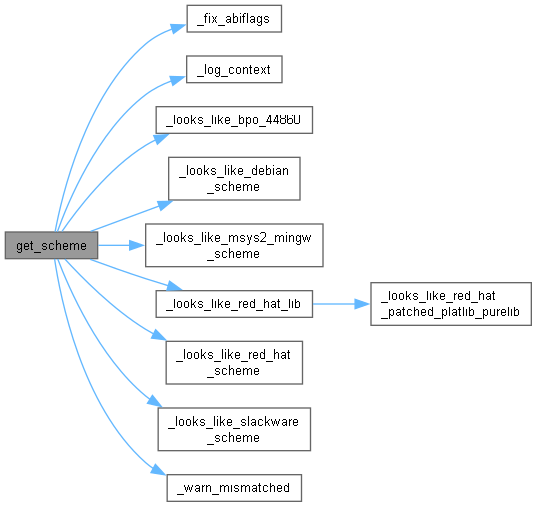 _fix_abiflags
_log_context
_looks_like_bpo_44860
_looks_like_debian
_scheme
get_scheme
_looks_like_msys2_mingw
_scheme
_looks_like_red_hat_lib
_looks_like_red_hat
_patched_platlib_purelib
_looks_like_red_hat
_scheme
_looks_like_slackware
_scheme
_warn_mismatched